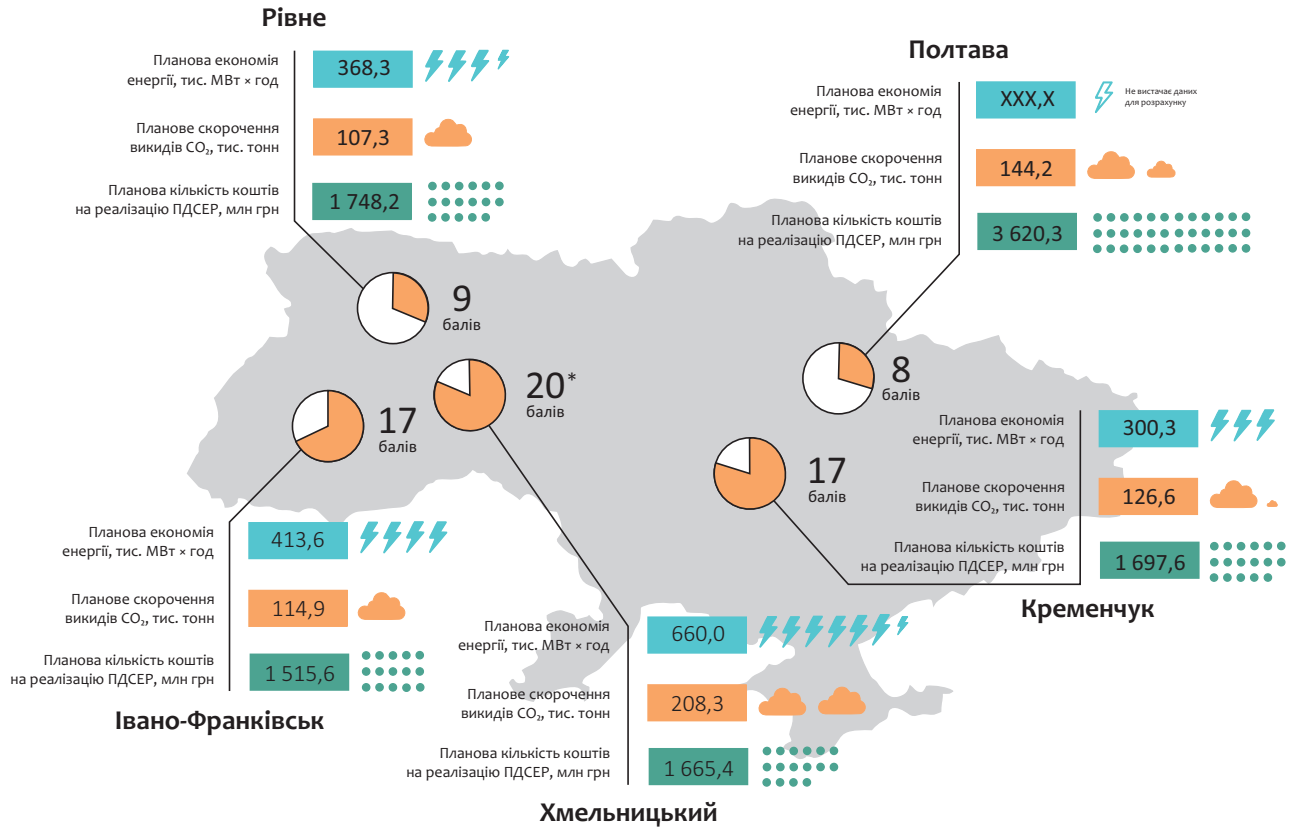 Рівне
Планова економія
енергії, тис. МВт × год
368,3
Планове скорочення
викидів CO₂, тис. тонн
107,3
Планова кількість коштів
на реалізацію ПДСЕР, млн грн
1 748,2
9
балів
Полтава
Планова економія
енергії, тис. МВт × год
XXX,X
Не вистачає даних
для розрахунку
Планове скорочення
викидів CO₂, тис. тонн
144,2
Планова кількість коштів
на реалізацію ПДСЕР, млн грн
3 620,3
8
балів
20*
балів
17
балів
17
балів
Планова економія
енергії, тис. МВт × год
300,3
Планове скорочення
викидів CO₂, тис. тонн
126,6
Планова кількість коштів
на реалізацію ПДСЕР, млн грн
1 697,6
Кременчук
Планова економія
енергії, тис. МВт × год
413,6
Планове скорочення
викидів CO₂, тис. тонн
114,9
Планова кількість коштів
на реалізацію ПДСЕР, млн грн
1 515,6
Івано-Франківськ
Планова економія
енергії, тис. МВт × год
660,0
Планове скорочення
викидів CO₂, тис. тонн
208,3
Планова кількість коштів
на реалізацію ПДСЕР, млн грн
1 665,4
Хмельницький